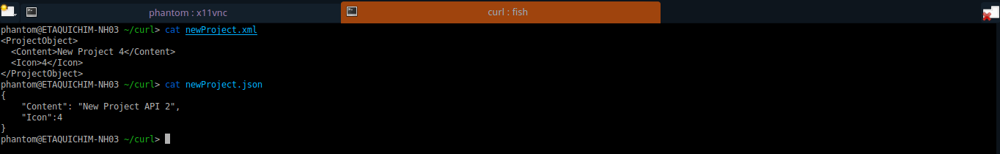 phantom : x11vnc
curl : fish
phantom@ETAQUICHIM-NH03 ~/curl> cat newProject.xml
<ProjectObject>
  <Content>New Project 4</Content>
  <Icon>4</Icon>
</ProjectObject>
phantom@ETAQUICHIM-NH03 ~/curl> cat newProject.json
{
    "Content": "New Project API 2",
    "Icon":4
}
phantom@ETAQUICHIM-NH03 ~/curl>